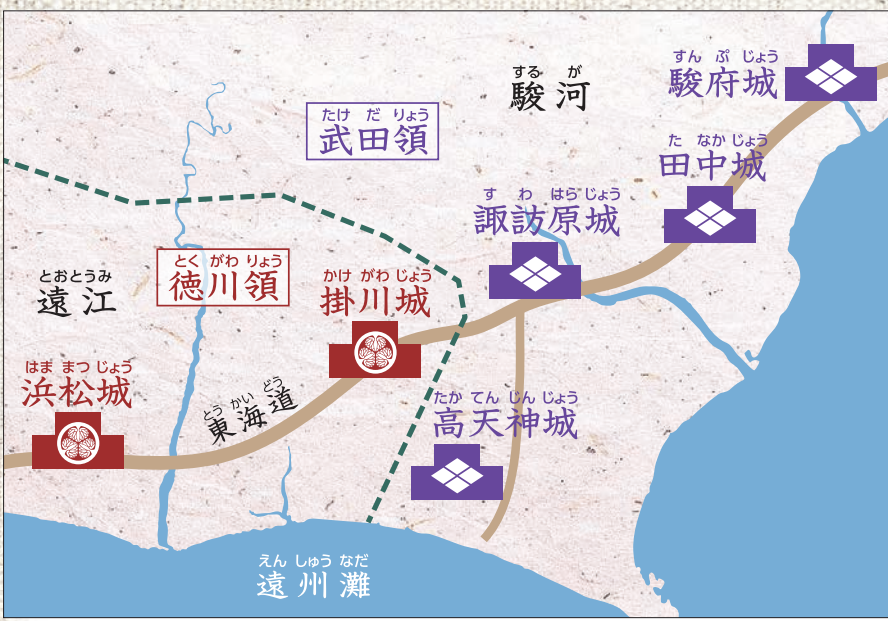 すん ぷ じょう
駿府城
する が
駿河
たけ だ りょう
武田領
た なか じょう
田中城
す わ はら じょう
諏訪原城
とく がわ りょう
徳川領
とおとうみ
遠江
かけ がわ じょう
掛川城
はま まつ じょう
浜松城
とう かい どう
東海道
たか てん じん じょう
高天神城
えん しゅう なだ
遠州灘